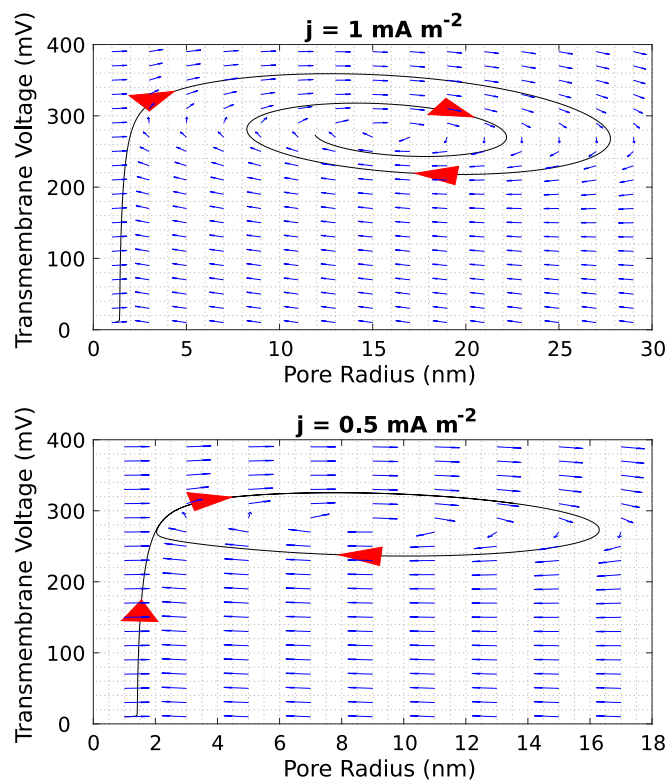 j = 1 mA m-2
Transmembrane Voltage (mV)
400
300
200
100
0
0 5 10 15 20 25 30
Pore Radius (nm)
j = 0.5 mA m-2
Transmembrane Voltage (mV)
400
300
200
100
0
0 2 4 6 8 10 12 14 16 18
Pore Radius (nm)